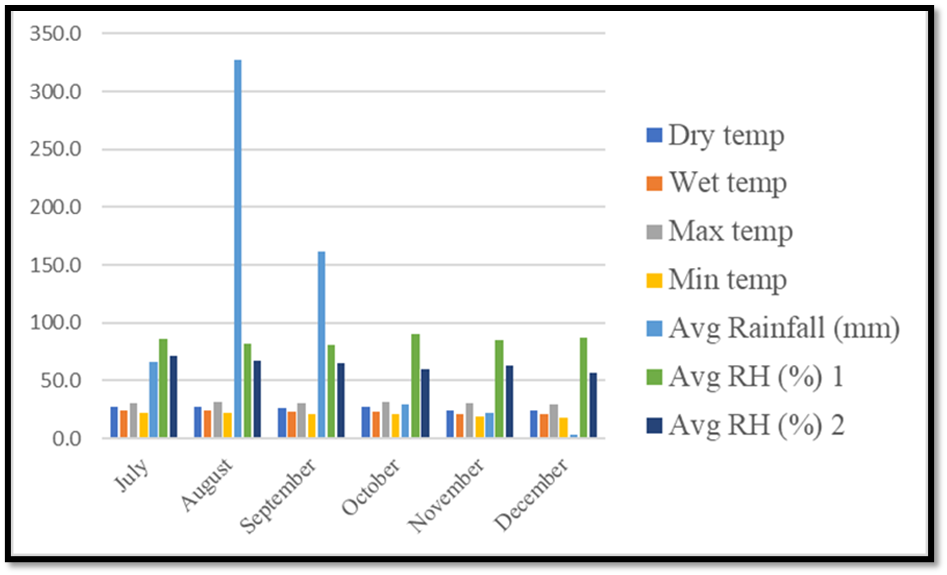 350.0
300.0
250.0
200.0
150.0
100.0
50.0
0.0
July
August
September
October
November
December
Dry temp
Wet temp
Max temp
Min temp
Avg Rainfall (mm)
Avg RH (%) 1
Avg RH (%) 2